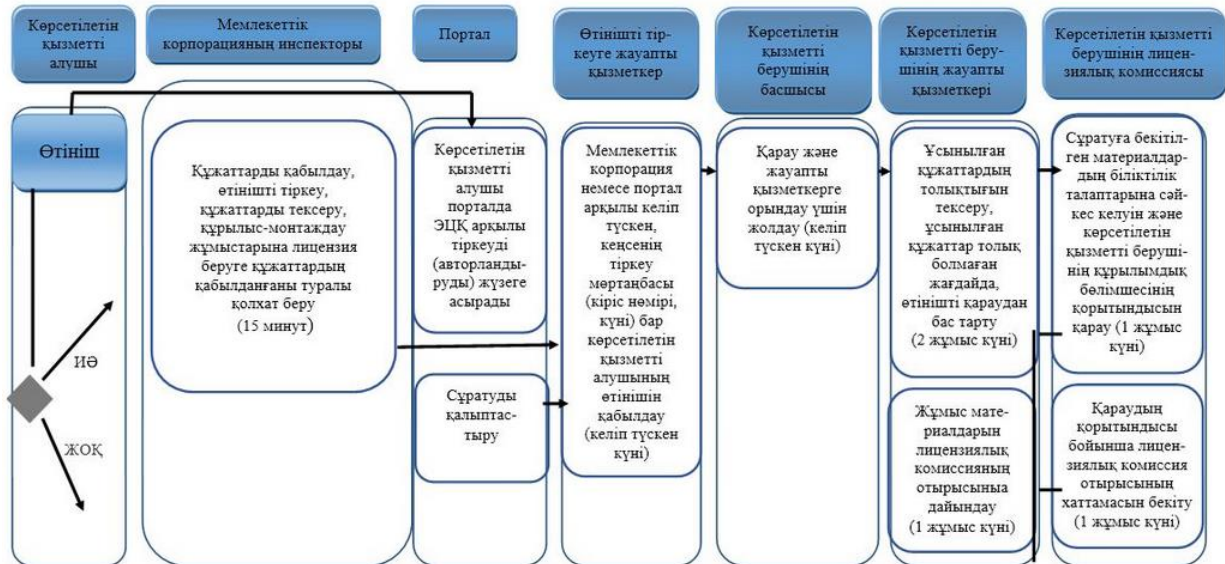 Көрсетілетін
қызметті
алушы
Мемлекеттік
корпорацияның инспекторы
Портал
Өтінішті тір-
кеуге жауапты
қызметкер
Көрсетілетін
қызметті
берушінің
басшысы
Көрсетілетін
қызметті беру-
шінің жауапты
қызметкері
Көрсетілетін қызметті
берушінің лицен-
зиялық комиссиясы
Өтініш
ИӘ
ЖОҚ
Құжаттарды қабылдау,
өтінішті тіркеу,
құжаттарды тексеру,
құрылыс-монтаждау
жұмыстарына лицензия
беруге құжаттардың
қабылданғаны туралы
қолхат беру
(15 минут)
Көрсетілетін
қызметті
алушы
порталда
ЭЦҚ арқылы
тіркеуді
(авторланды-
руды) жүзеге
асырады
Сұратуды
қалыптас-
тыру
Мемлекеттік
корпорация
немесе портал
арқылы келіп
түскен,
кеңсенің
тіркеу
мөртаңбасы
(кіріс нөмірі,
күні) бар
көрсетілетін
қызметті
алушының
өтінішін
қабылдау
(келіп түскен
күні)
Қарау және
жауапты
қызметкерге
орындау үшін
жолдау (келіп
түскен күні)
Ұсынылған
құжаттардың
толықтығын
тексеру,
ұсынылған
құжаттар толық
болмаған
жағдайда,
өтінішті қараудан
бас тарту
(2 жұмыс күні)
Жұмыс мате-
риалдарын
лицензиялық
комиссияның
отырысыныа
дайындау
(1 жұмыс күні)
Сұратуға бекітіл-
ген материалдар-
дың біліктілік
талаптарына сәй-
кес келуін және
көрсетілетін
қызметті беруші-
нің құрылымдық
бөлімшесінің
қорытындысын
қарау (1 жұмыс
күні)
Қараудың
қорытындысы
бойынша лицен-
зиялық комиссия
отырысының
хаттамасын бекіту
(1 жұмыс күні)